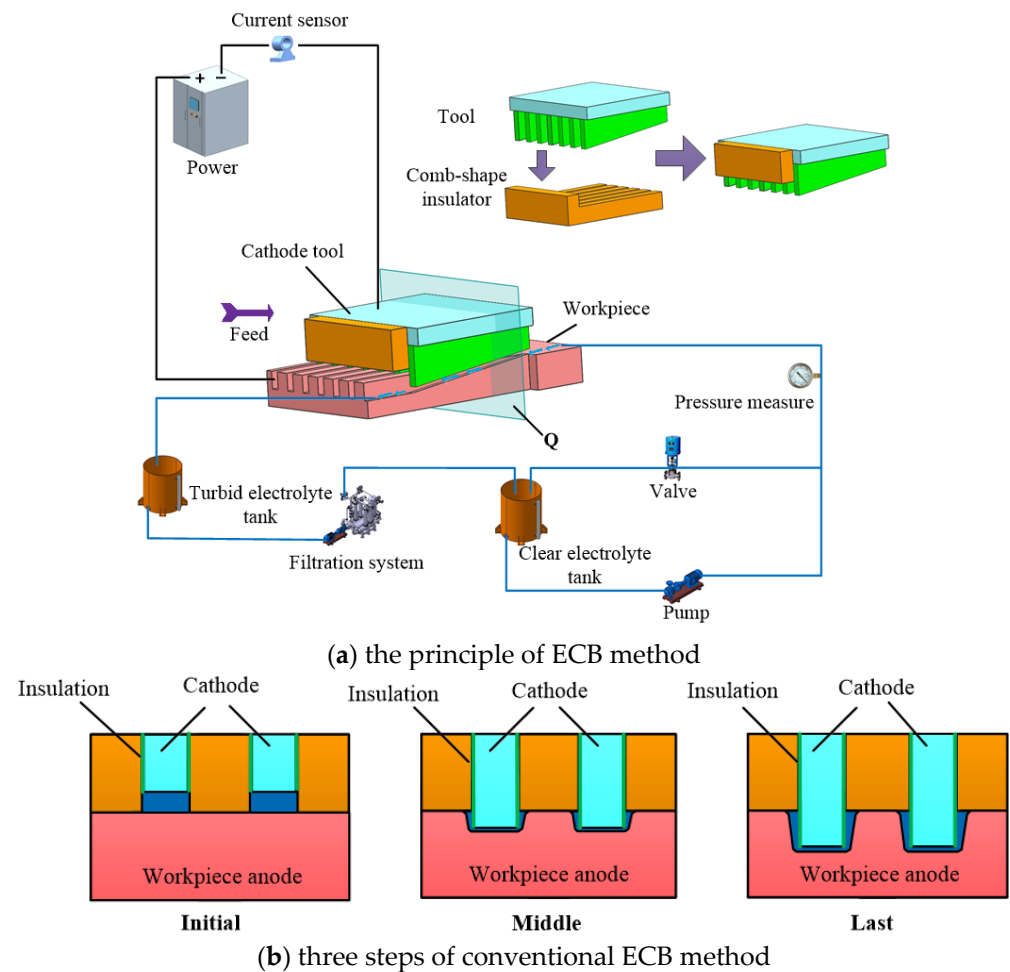 Current sensor
+ −
Power
Tool
Comb-shape
insulator
Cathode tool
Feed
Workpiece
Pressure measure
Q
Valve
Turbid electrolyte
tank
Filtration system
Clear electrolyte
tank
Pump
(a) the principle of ECB method
Insulation
Cathode
Insulation
Cathode
Insulation
Cathode
Workpiece anode
Workpiece anode
Workpiece anode
Initial
Middle
Last
(b) three steps of conventional ECB method